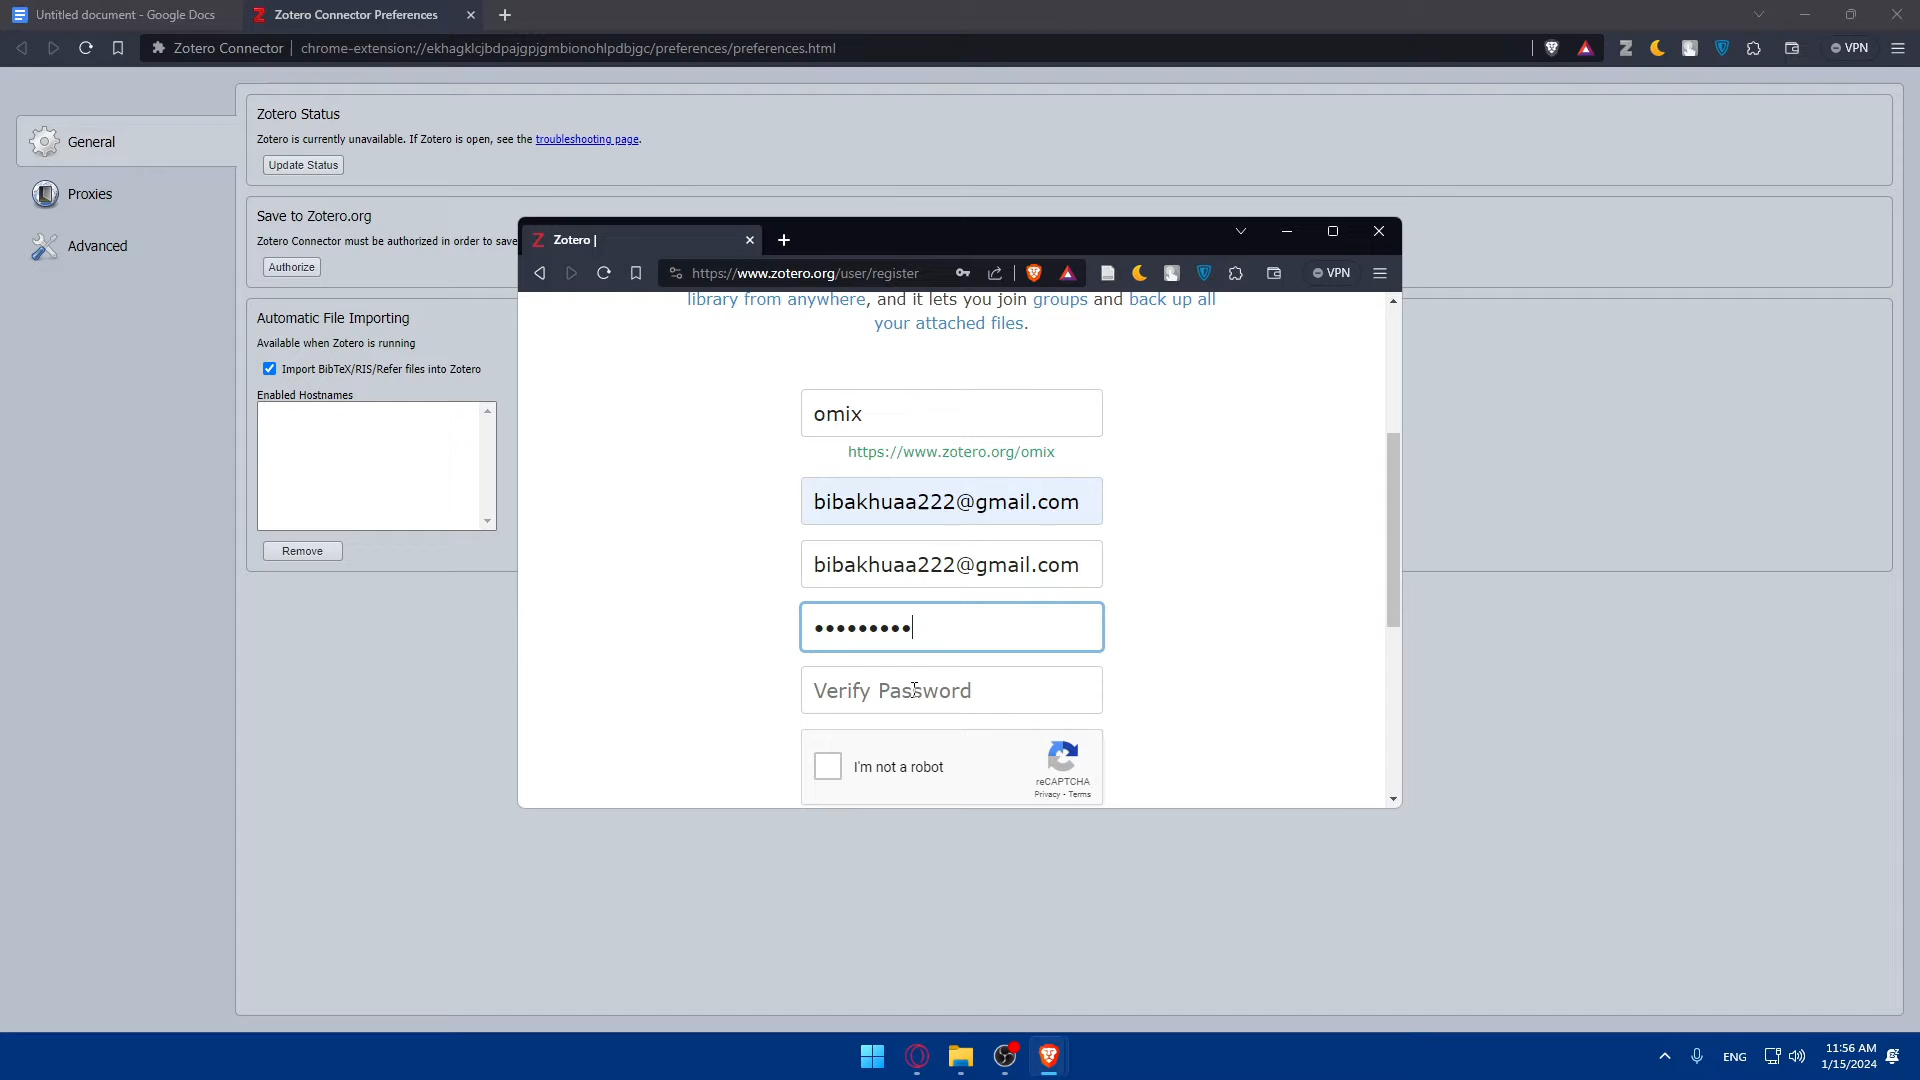 Untitled document - Google Docs
Zotero Connector Preferences
Zotero Connector
chrome-extension://ekhagklcjbdpajgpjgmbionohlpdbjgc/preferences/preferences.html
VPN
General
Proxies
Advanced
Zotero Status
Zotero is currently unavailable. If Zotero is open, see the troubleshooting page.
Update Status
Save to Zotero.org
Zotero Connector must be authorized in order to save
Authorize
Automatic File Importing
Available when Zotero is running
Import BibTeX/RIS/Refer files into Zotero
Enabled Hostnames
Remove
Zotero |
https://www.zotero.org/user/register
VPN
library from anywhere, and it lets you join groups and back up all
your attached files.
omix
https://www.zotero.org/omix
bibakhuaa222@gmail.com
bibakhuaa222@gmail.com
•••••••••
Verify Password
I'm not a robot
reCAPTCHA
Privacy - Terms
ENG
11:56 AM
1/15/2024